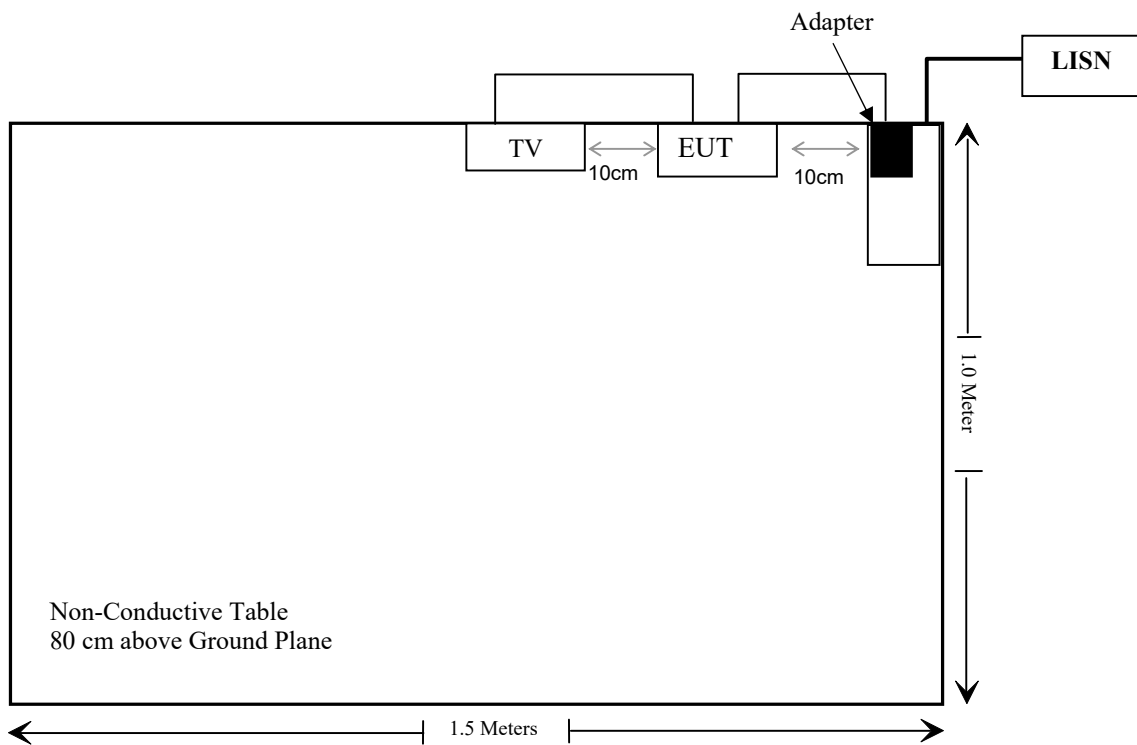 Adapter
LISN
TV
10cm
EUT
10cm
1.0 Meter
Non-Conductive Table
80 cm above Ground Plane
1.5 Meters